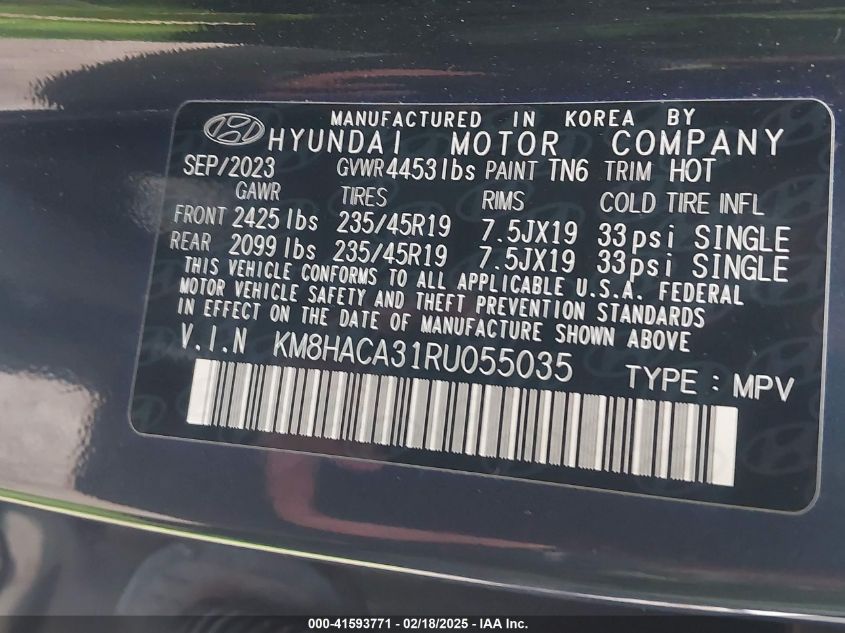 MANUFACTURED IN KOREA BY
HYUNDAI MOTOR COMPANY
SEP/2023 GVWR 4453lbs PAINT TN6 TRIM HOT
GAWR TIRES RIMS COLD TIRE INFL
FRONT 2425 lbs 235/45R19 7.5JX19 33psi SINGLE
REAR 2099 lbs 235/45R19 7.5JX19 33psi SINGLE
THIS VEHICLE CONFORMS TO ALL APPLICABLE U.S.A. FEDERAL
MOTOR VEHICLE SAFETY AND THEFT PREVENTION STANDARDS
IN EFFECT ON THE DATE OF MANUFACTURE SHOWN ABOVE
V.I.N KM8HACA31RU055035 TYPE : MPV
000-41593771 - 02/18/2025 - IAA Inc.